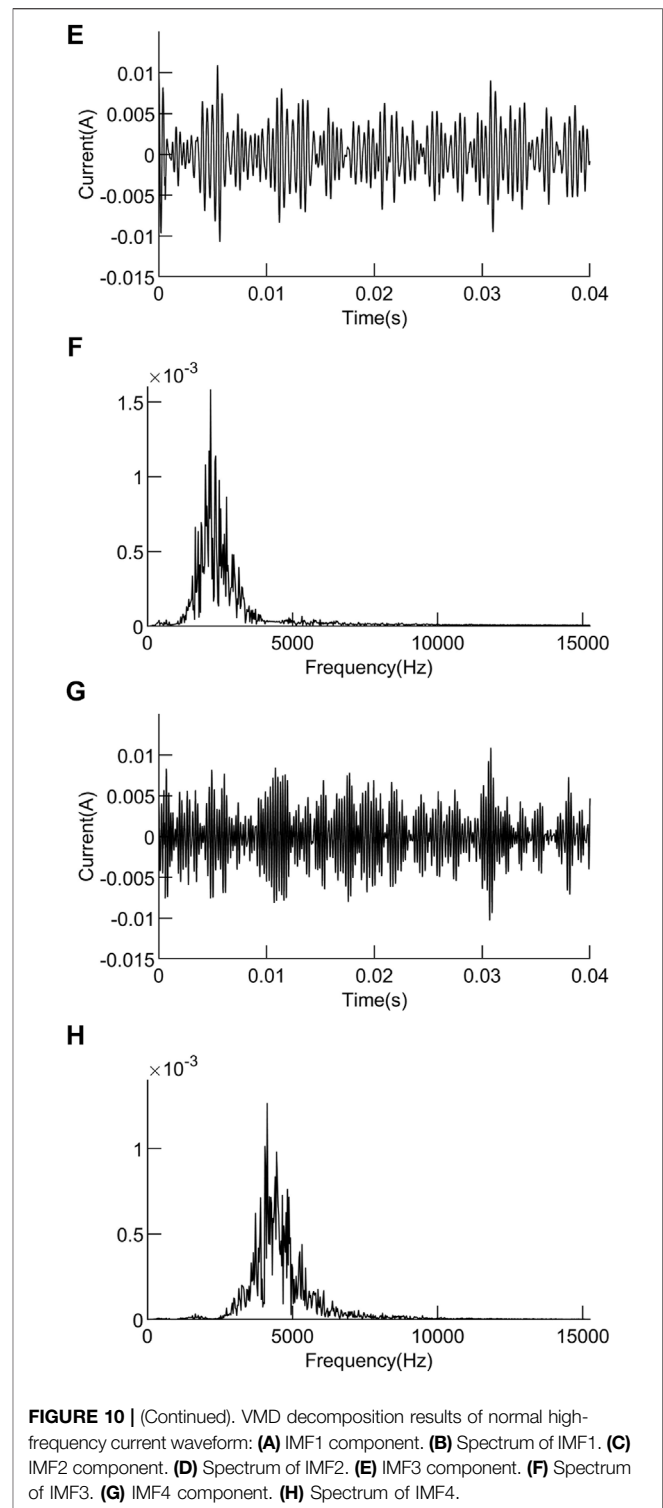 E
0.01
0.005
0
-0.005
-0.01
-0.015
Current(A)
0 0.01 0.02 0.03 0.04
Time(s)
F
×10-3
1.5
1
0.5
0
0 5000 10000 15000
Frequency(Hz)
G
0.01
0.005
0
-0.005
-0.01
-0.015
Current(A)
0 0.01 0.02 0.03 0.04
Time(s)
H
×10-3
1
0.5
0
0 5000 10000 15000
Frequency(Hz)
FIGURE 10 | (Continued). VMD decomposition results of normal high-
frequency current waveform: (A) IMF1 component. (B) Spectrum of IMF1. (C)
IMF2 component. (D) Spectrum of IMF2. (E) IMF3 component. (F) Spectrum
of IMF3. (G) IMF4 component. (H) Spectrum of IMF4.